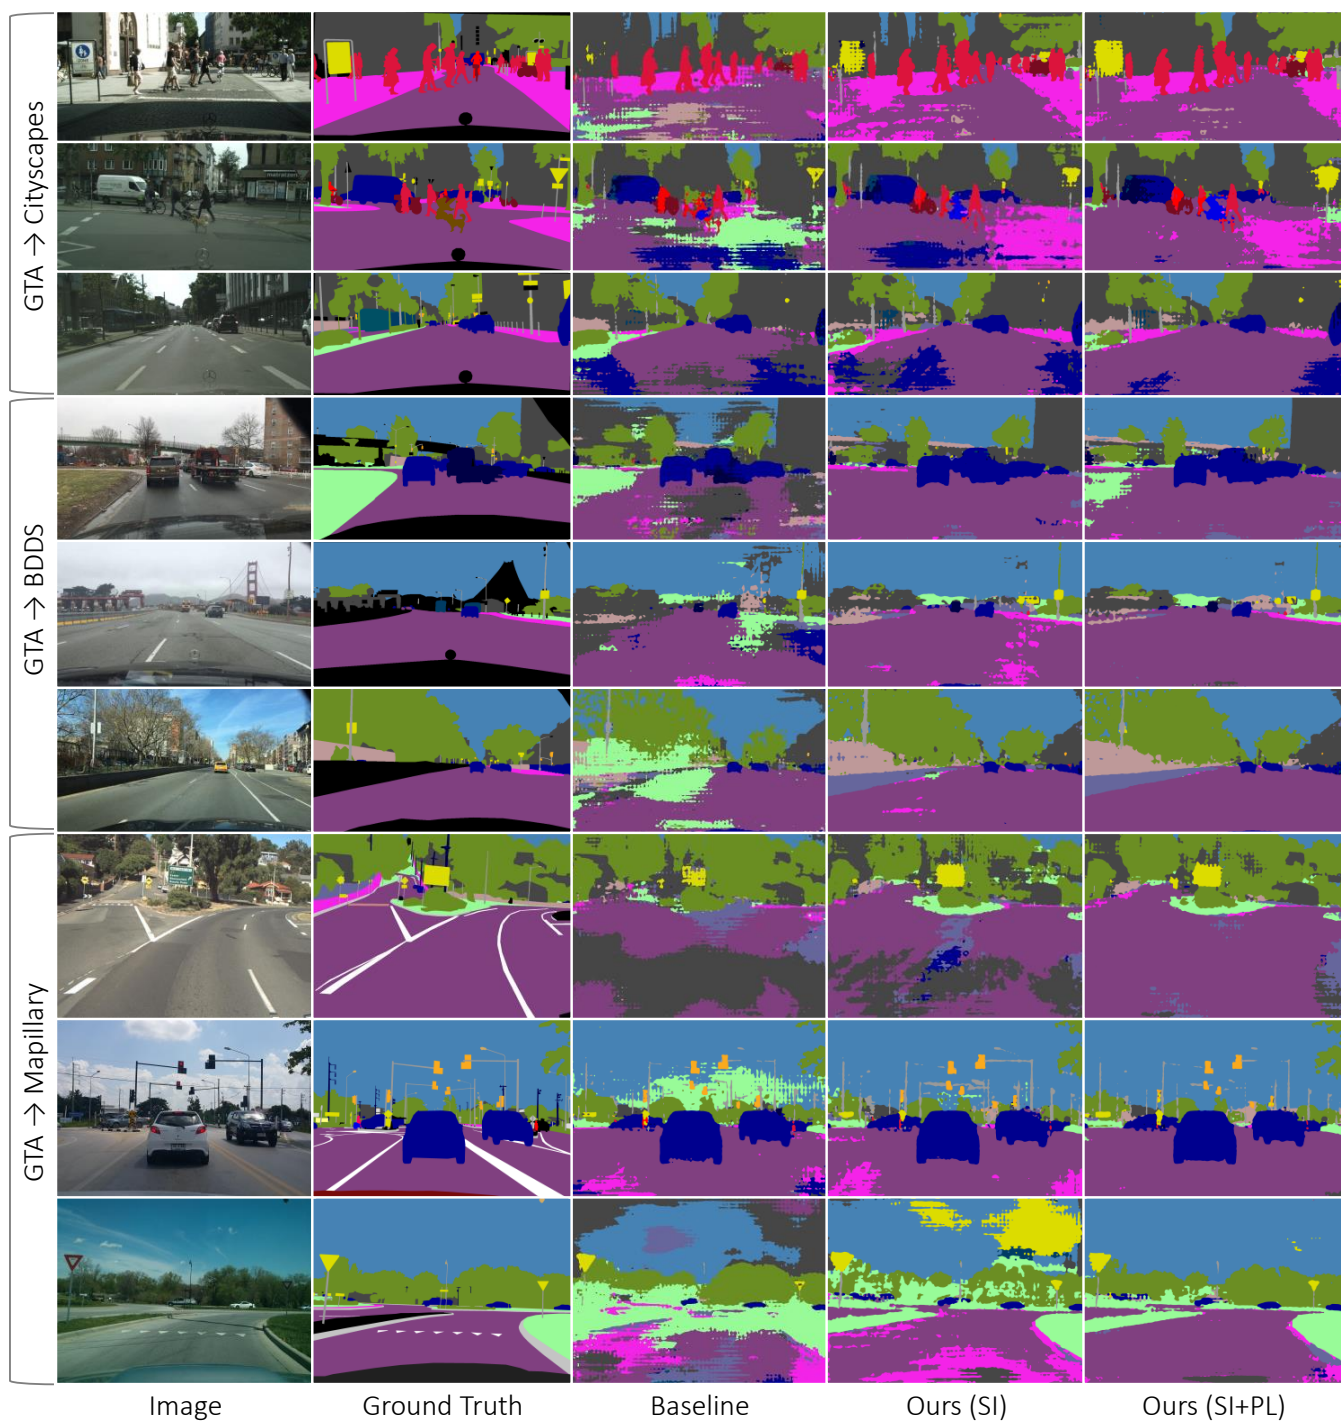 GTA → Cityscapes
GTA → BDDS
GTA → Mapillary
Image
Ground Truth
Baseline
Ours (SI)
Ours (SI+PL)